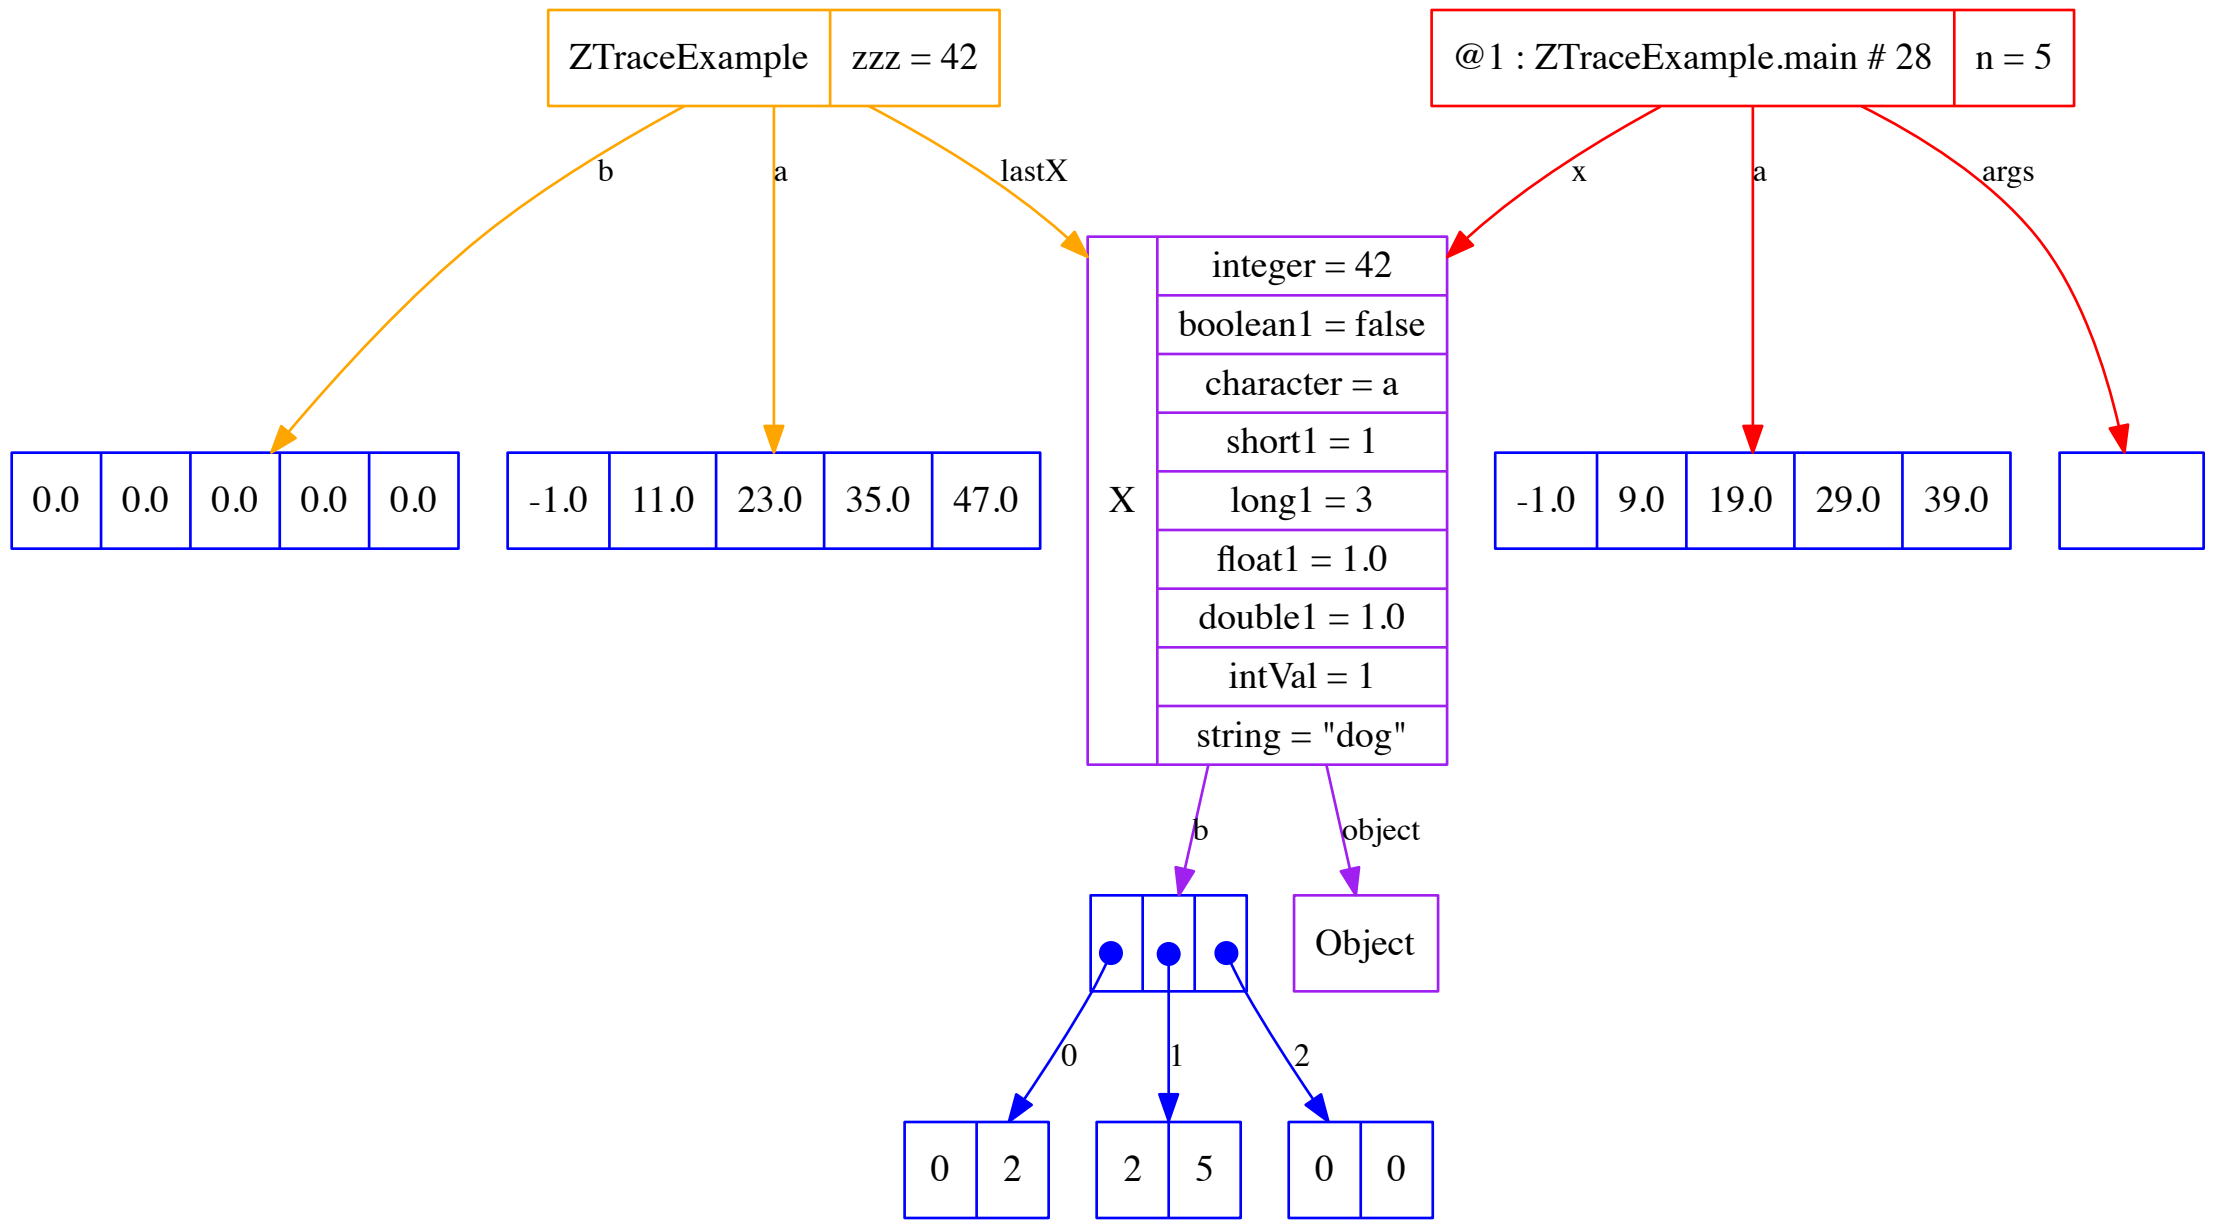 ZTraceExample
zzz = 42
@1 : ZTraceExample.main # 28
n = 5
b
a
lastX
x
a
args
integer = 42
boolean1 = false
character = a
short1 = 1
X
long1 = 3
float1 = 1.0
double1 = 1.0
intVal = 1
string = "dog"
0.0 0.0 0.0 0.0 0.0
-1.0 11.0 23.0 35.0 47.0
-1.0 9.0 19.0 29.0 39.0
b
object
Object
0
1
2
0 2
2 5
0 0